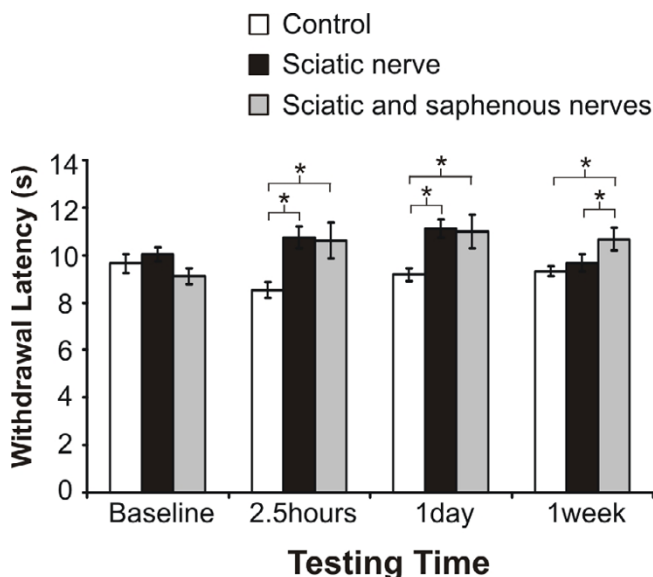 Control
Sciatic nerve
Sciatic and saphenous nerves
Withdrawal Latency (s)
14
12
10
8
6
4
2
0
* * * * * *
Baseline 2.5hours 1day 1week
Testing Time